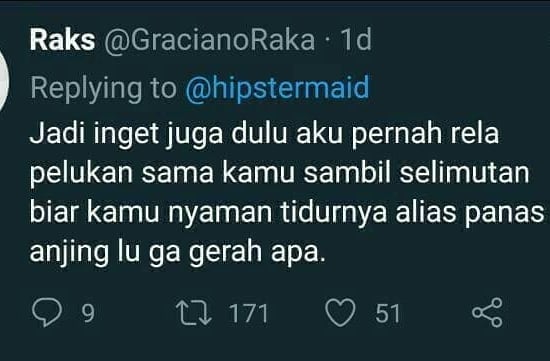 Raks @GracianoRaka · 1d
Replying to @hipstermaid
Jadi inget juga dulu aku pernah rela
pelukan sama kamu sambil selimutan
biar kamu nyaman tidurnya alias panas
anjing lu ga gerah apa.
9 171 51